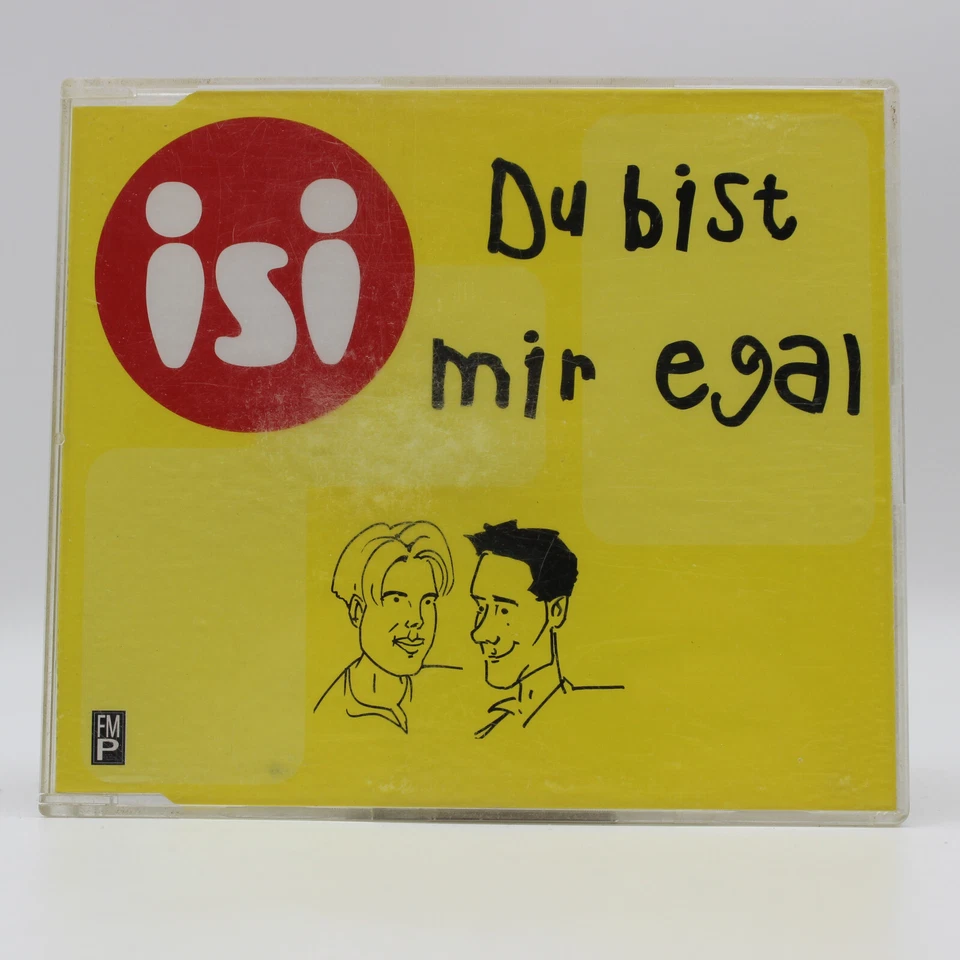 isi
Du bist
mir egal
FM
P